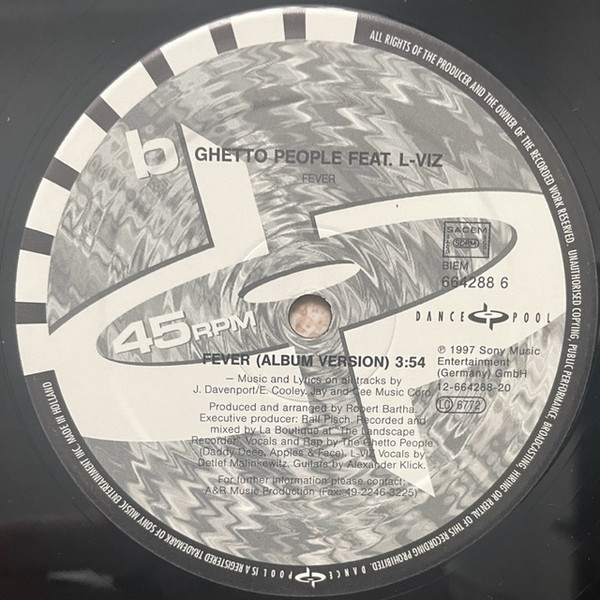 b
GHETTO PEOPLE FEAT. L-VIZ
FEVER
SACEM
SDRM
BIEM
664288 6
DANCE POOL
45 RPM
FEVER (ALBUM VERSION) 3:54
– Music and Lyrics on all tracks by
J. Davenport/E. Cooley. Jay and Cee Music Corp.
℗ 1997 Sony Music
Entertainment
(Germany) GmbH
12-664288-20
LC 6772
Produced and arranged by Robert Bartha.
Executive producer: Ralf Pisch. Recorded and
mixed by La Boutique at "The Landscape
Recorder" Vocals and Rap by The Ghetto People
(Daddy Deee, Apples & Face). L-Viz Vocals by
Detlef Malinkewitz, Guitars by Alexander Klick.
For further information please contact:
A&R Music Production (Fax: 49-2246-3225)
ALL RIGHTS OF THE PRODUCER AND THE OWNER OF THE RECORDED WORK RESERVED. UNAUTHORISED COPYING, PUBLIC PERFORMANCE, BROADCASTING, HIRING OR RENTAL OF THIS RECORDING PROHIBITED. DANCE POOL IS A REGISTERED TRADEMARK OF SONY MUSIC ENTERTAINMENT INC. MADE IN HOLLAND